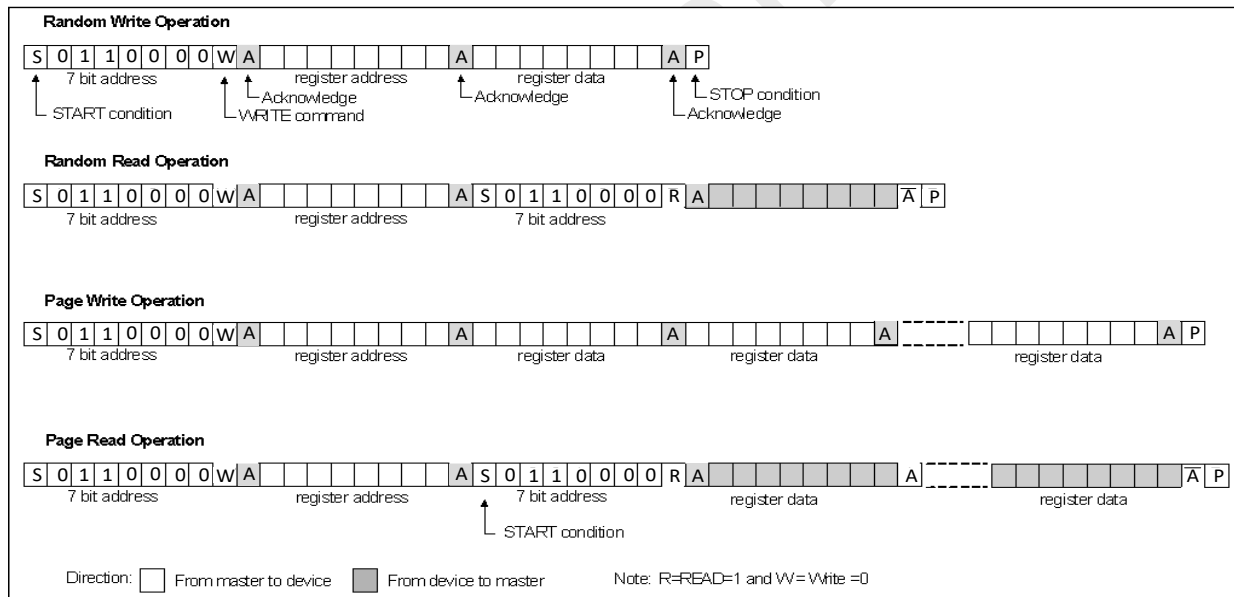 Random Write Operation
S 0 1 1 0 0 0 0 W A A A P
7 bit address register address register data
Acknowledge Acknowledge STOP condition
START condition WRITE command Acknowledge
Random Read Operation
S 0 1 1 0 0 0 0 W A A S 0 1 1 0 0 0 0 R A A̅ P
7 bit address register address 7 bit address
Page Write Operation
S 0 1 1 0 0 0 0 W A A A A A P
7 bit address register address register data register data register data
Page Read Operation
S 0 1 1 0 0 0 0 W A A S 0 1 1 0 0 0 0 R A A A̅ P
7 bit address register address 7 bit address register data register data
START condition
Direction: From master to device From device to master Note: R=READ=1 and W=Write =0